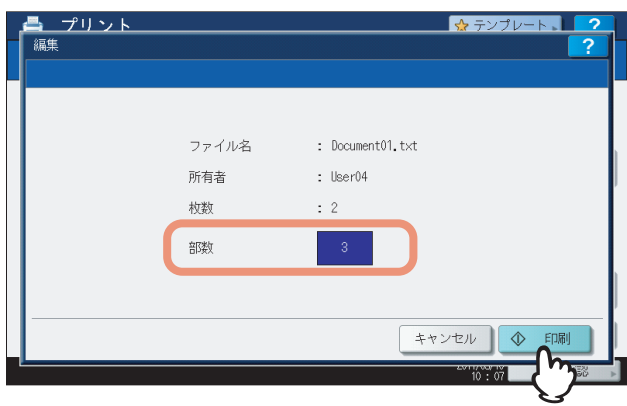 プリント
テンプレート
?
編集
?
ファイル名 : Document01.txt
所有者 : User04
枚数 : 2
部数 3
キャンセル
印刷
10:07
認